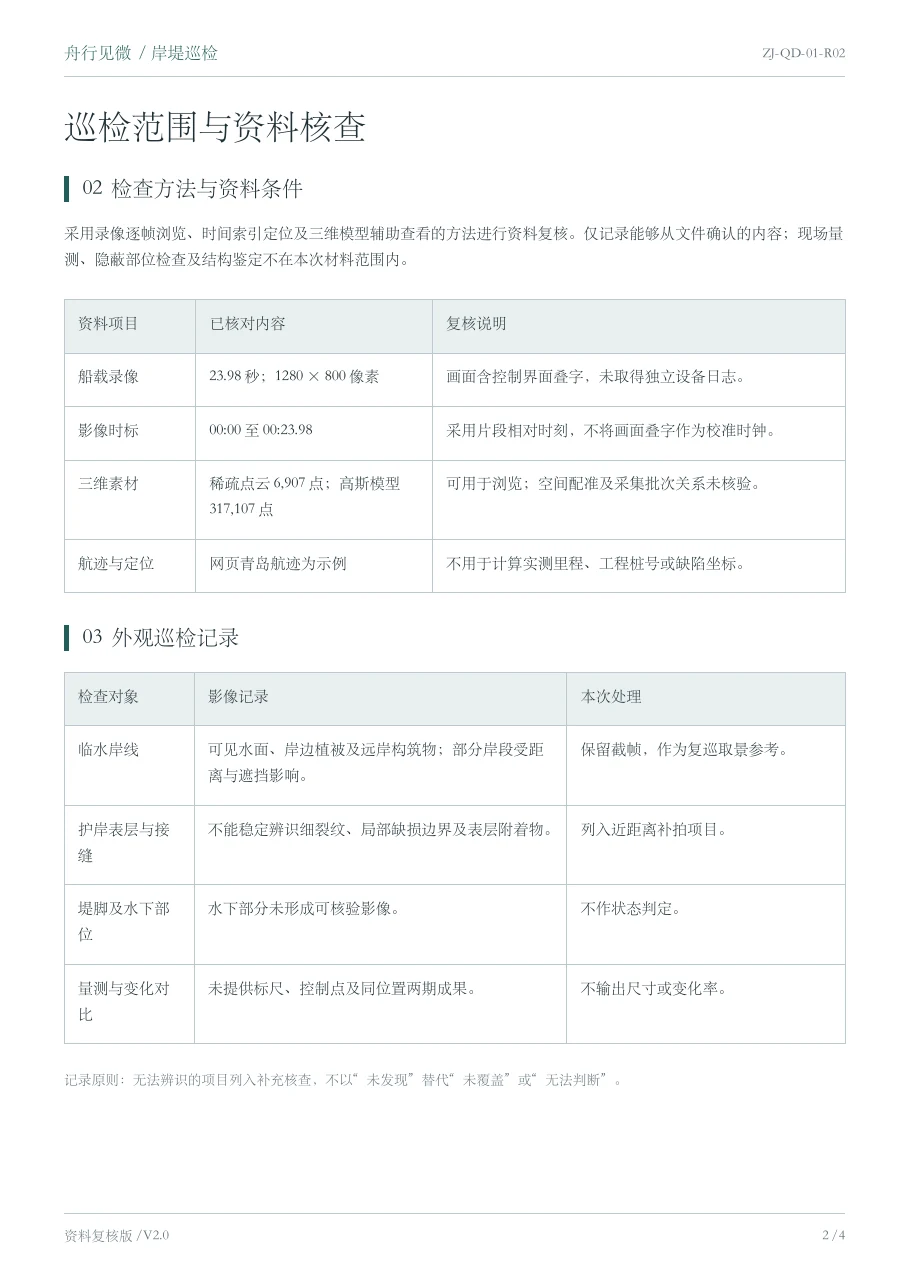 舟行见微 / 岸堤巡检
ZJ-QD-01-R02
巡检范围与资料核查
02 检查方法与资料条件
采用录像逐帧浏览、时间索引定位及三维模型辅助查看的方法进行资料复核。仅记录能够从文件确认的内容；现场量
测、隐蔽部位检查及结构鉴定不在本次材料范围内。
资料项目
已核对内容
复核说明
船载录像
23.98 秒；1280 × 800 像素
画面含控制界面叠字，未取得独立设备日志。
影像时标
00:00 至 00:23.98
采用片段相对时刻，不将画面叠字作为校准时钟。
三维素材
稀疏点云 6,907 点；高斯模型
317,107 点
可用于浏览；空间配准及采集批次关系未核验。
航迹与定位
网页青岛航迹为示例
不用于计算实测里程、工程桩号或缺陷坐标。
03 外观巡检记录
检查对象
影像记录
本次处理
临水岸线
可见水面、岸边植被及远岸构筑物；部分岸段受距
离与遮挡影响。
保留截帧，作为复巡取景参考。
护岸表层与接
缝
不能稳定辨识细裂纹、局部缺损边界及表层附着物。
列入近距离补拍项目。
堤脚及水下部
位
水下部分未形成可核验影像。
不作状态判定。
量测与变化对
比
未提供标尺、控制点及同位置两期成果。
不输出尺寸或变化率。
记录原则：无法辨识的项目列入补充核查，不以“未发现”替代“未覆盖”或“无法判断”。
资料复核版 /V2.0
2 /4